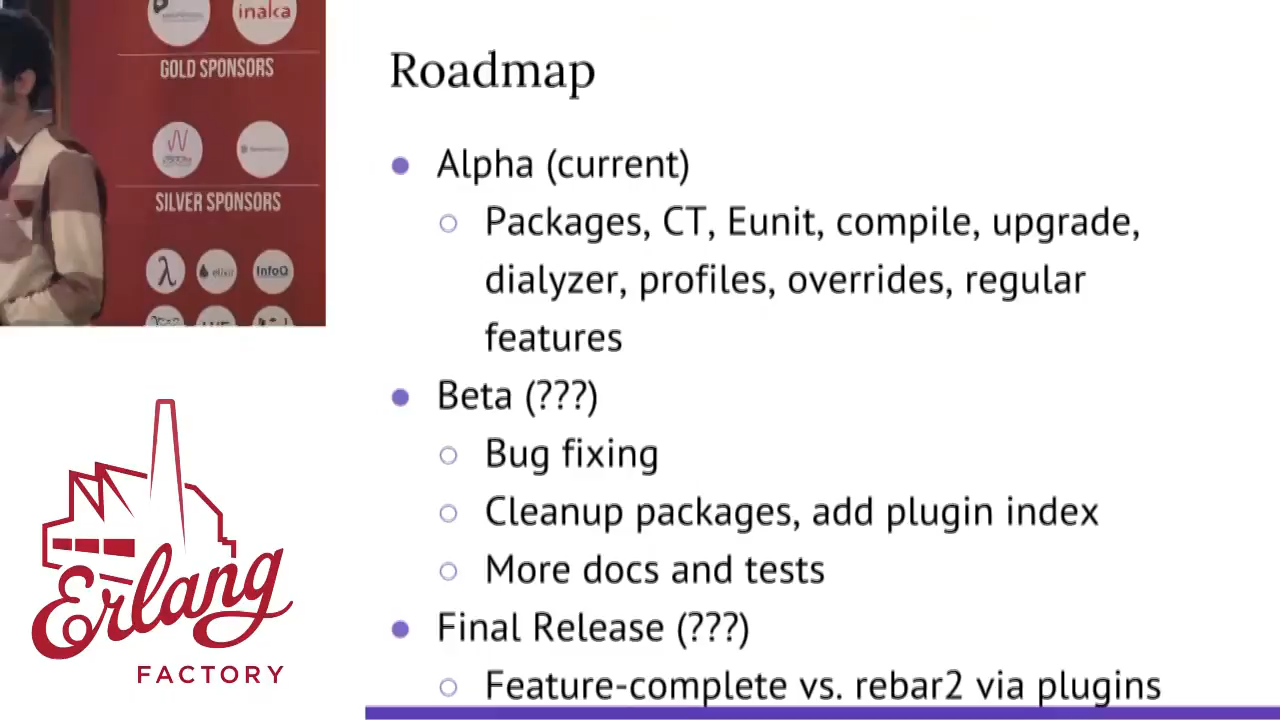 inaka
GOLD SPONSORS
SILVER SPONSORS
λ
elixir
InfoQ
Erlang
FACTORY
Roadmap
Alpha (current)
Packages, CT, Eunit, compile, upgrade,
dialyzer, profiles, overrides, regular
features
Beta (???)
Bug fixing
Cleanup packages, add plugin index
More docs and tests
Final Release (???)
Feature-complete vs. rebar2 via plugins